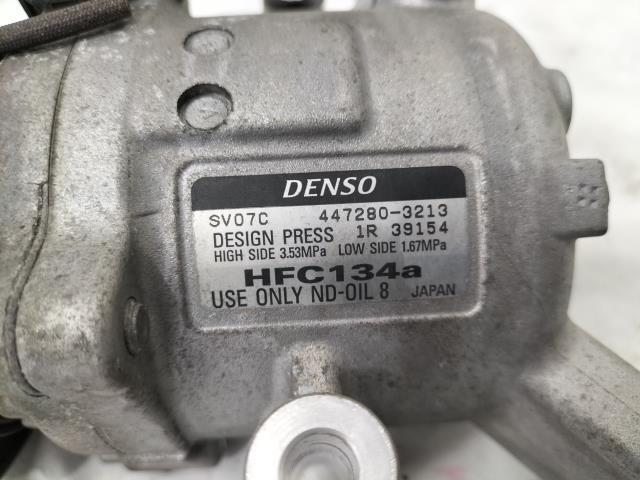 DENSO
SV07C 447280-3213
DESIGN PRESS 1R 39154
HIGH SIDE 3.53MPa LOW SIDE 1.67MPa
HFC134a
USE ONLY ND-OIL 8 JAPAN